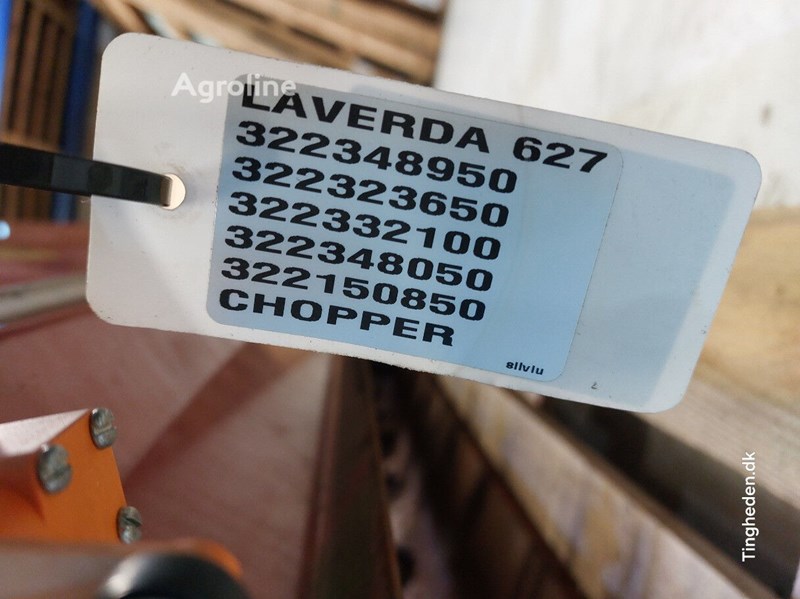 Agroline
LAVERDA 627
322348950
322323650
322332100
322348050
322150850
CHOPPER
silviu
Tingheden.dk